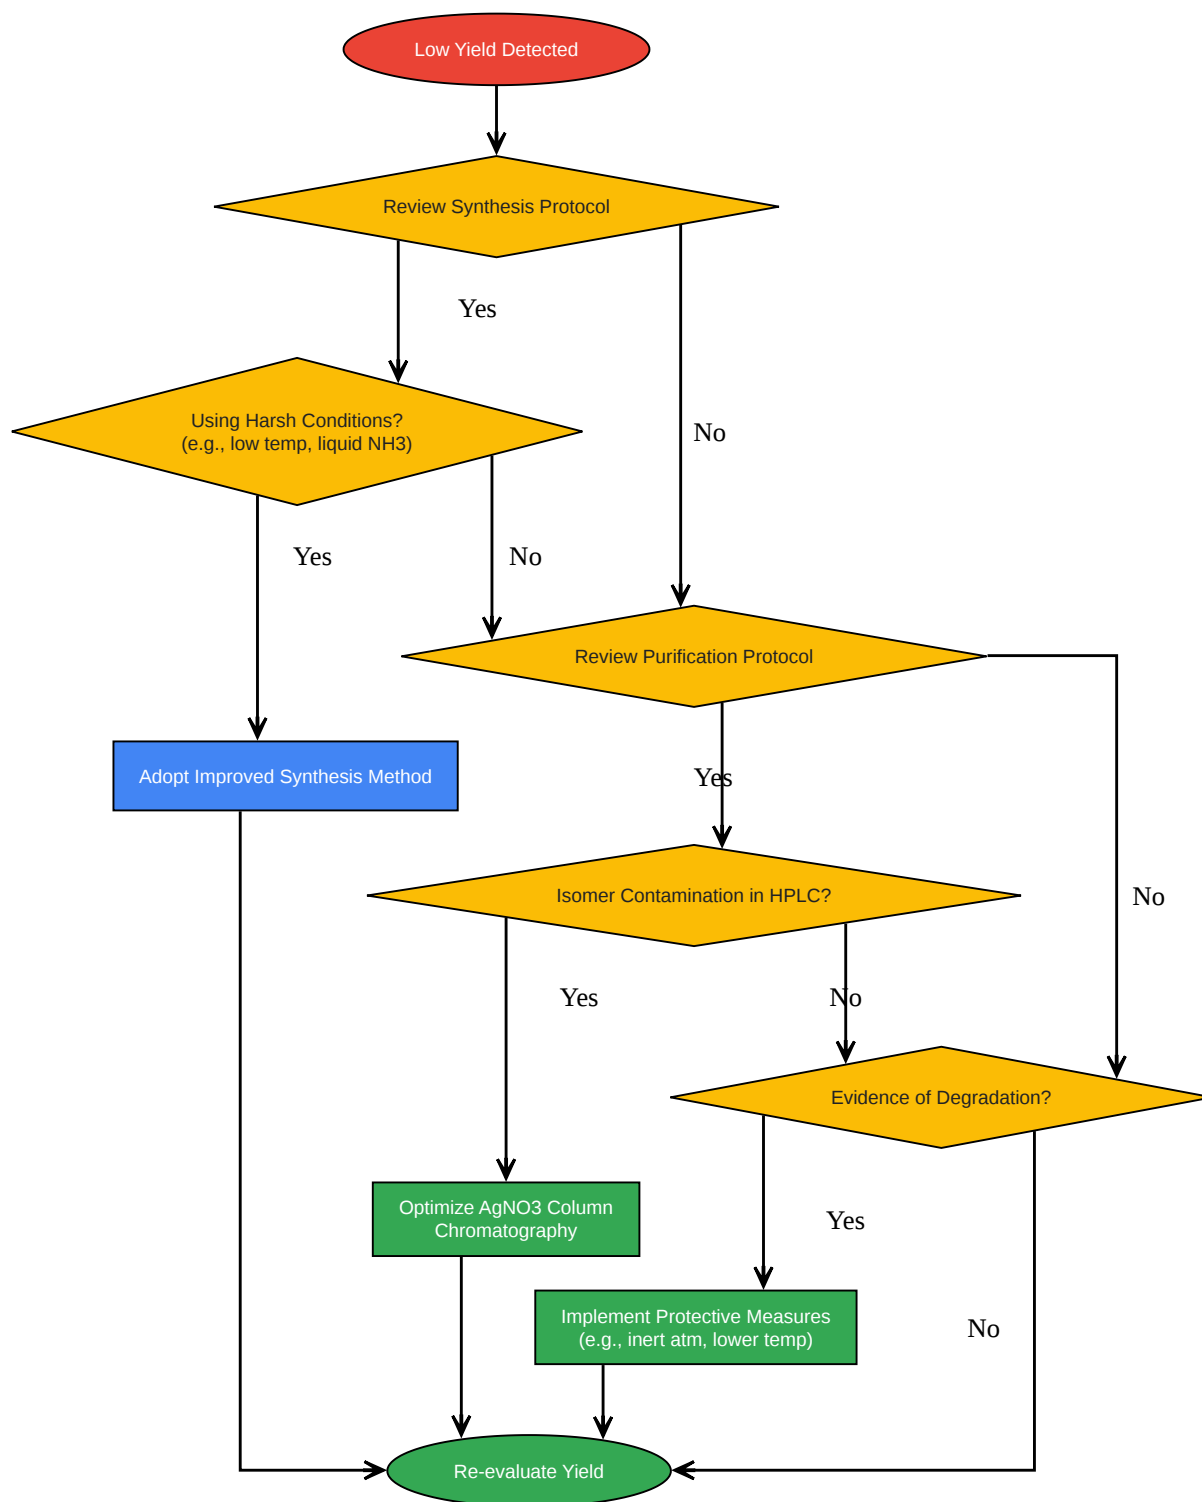 Low Yield Detected
Review Synthesis Protocol
Yes
Using Harsh Conditions?
(e.g., low temp, liquid NH3)
No
Yes
No
Review Purification Protocol
Adopt Improved Synthesis Method
Yes
Isomer Contamination in HPLC?
No
Yes
No
Evidence of Degradation?
Optimize AgNO3 Column
Chromatography
Yes
Implement Protective Measures
(e.g., inert atm, lower temp)
No
Re-evaluate Yield